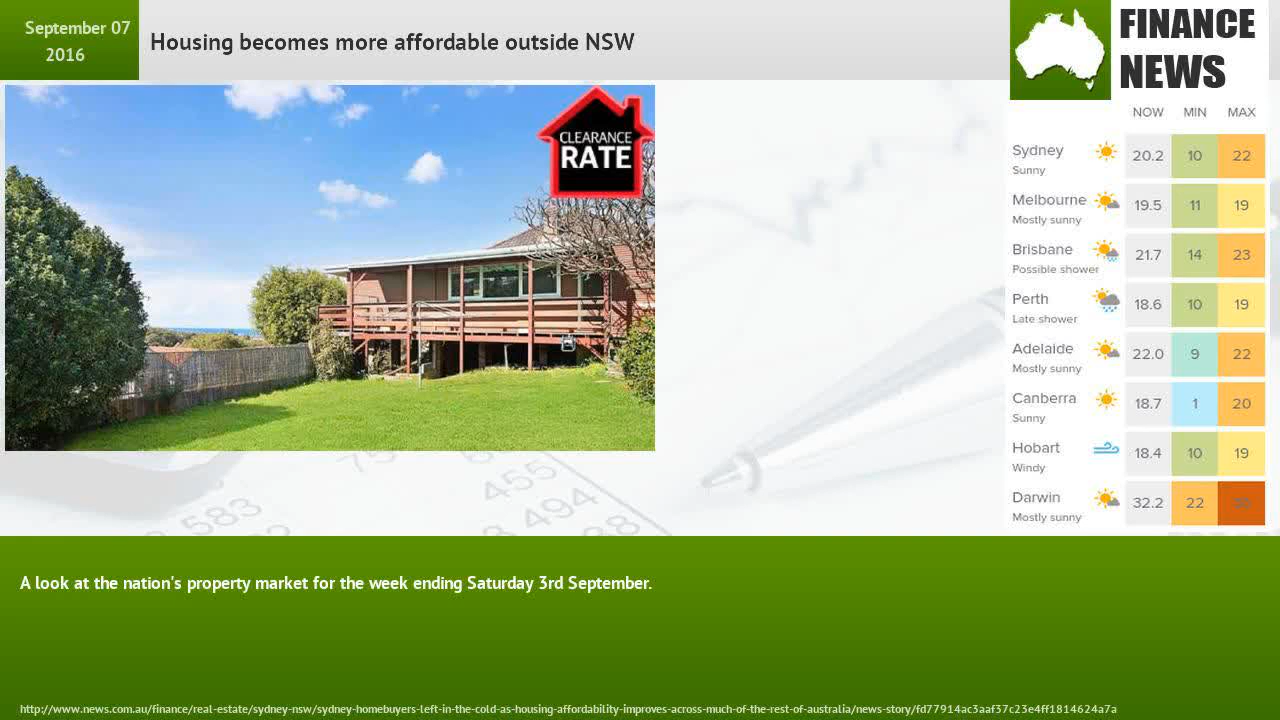 September 07
2016
Housing becomes more affordable outside NSW
FINANCE
NEWS
CLEARANCE
RATE
NOW MIN MAX
Sydney 20.2 10 22
Sunny
Melbourne 19.5 11 19
Mostly sunny
Brisbane 21.7 14 23
Possible shower
Perth 18.6 10 19
Late shower
Adelaide 22.0 9 22
Mostly sunny
Canberra 18.7 1 20
Sunny
Hobart 18.4 10 19
Windy
Darwin 32.2 22
Mostly sunny
583
455
494
A look at the nation's property market for the week ending Saturday 3rd September.
http://www.news.com.au/finance/real-estate/sydney-nsw/sydney-homebuyers-left-in-the-cold-as-housing-affordability-improves-across-much-of-the-rest-of-australia/news-story/fd77914ac3aaf37c23e4ff1814624a7a